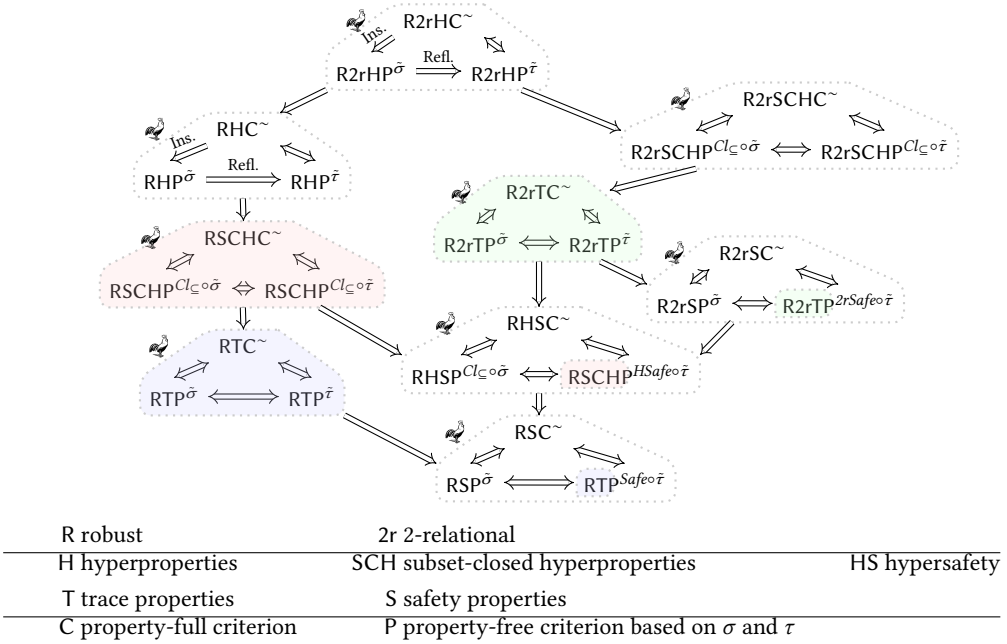 R2rHC~
Ins.
R2rHP^σ̃ Refl. R2rHP^τ̃
R2rSCHC~
R2rSCHP^Cl⊆∘σ̃ R2rSCHP^Cl⊆∘τ̃
RHC~
Ins.
RHP^σ̃ Refl. RHP^τ̃
R2rTC~
R2rTP^σ̃ R2rTP^τ̃
RSCHC~
RSCHP^Cl⊆∘σ̃ RSCHP^Cl⊆∘τ̃
R2rSC~
R2rSP^σ̃ R2rTP^2rSafe∘τ̃
RHSC~
RHSP^Cl⊆∘σ̃ RSCHP^HSafe∘τ̃
RTC~
RTP^σ̃ RTP^τ̃
RSC~
RSP^σ̃ RTP^Safe∘τ̃
R robust 2r 2-relational
H hyperproperties SCH subset-closed hyperproperties HS hypersafety
T trace properties S safety properties
C property-full criterion P property-free criterion based on σ and τ